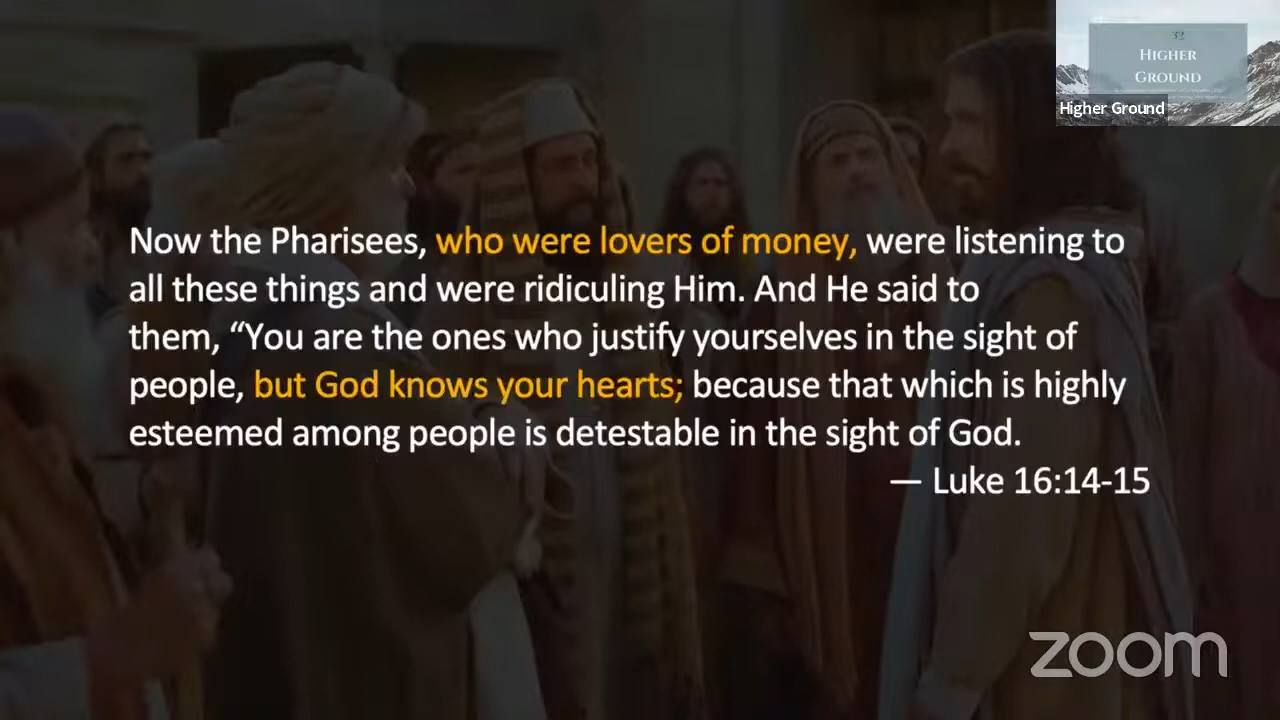 32
HIGHER
GROUND
Higher Ground
Now the Pharisees, who were lovers of money, were listening to
all these things and were ridiculing Him. And He said to
them, “You are the ones who justify yourselves in the sight of
people, but God knows your hearts; because that which is highly
esteemed among people is detestable in the sight of God.
— Luke 16:14-15
zoom